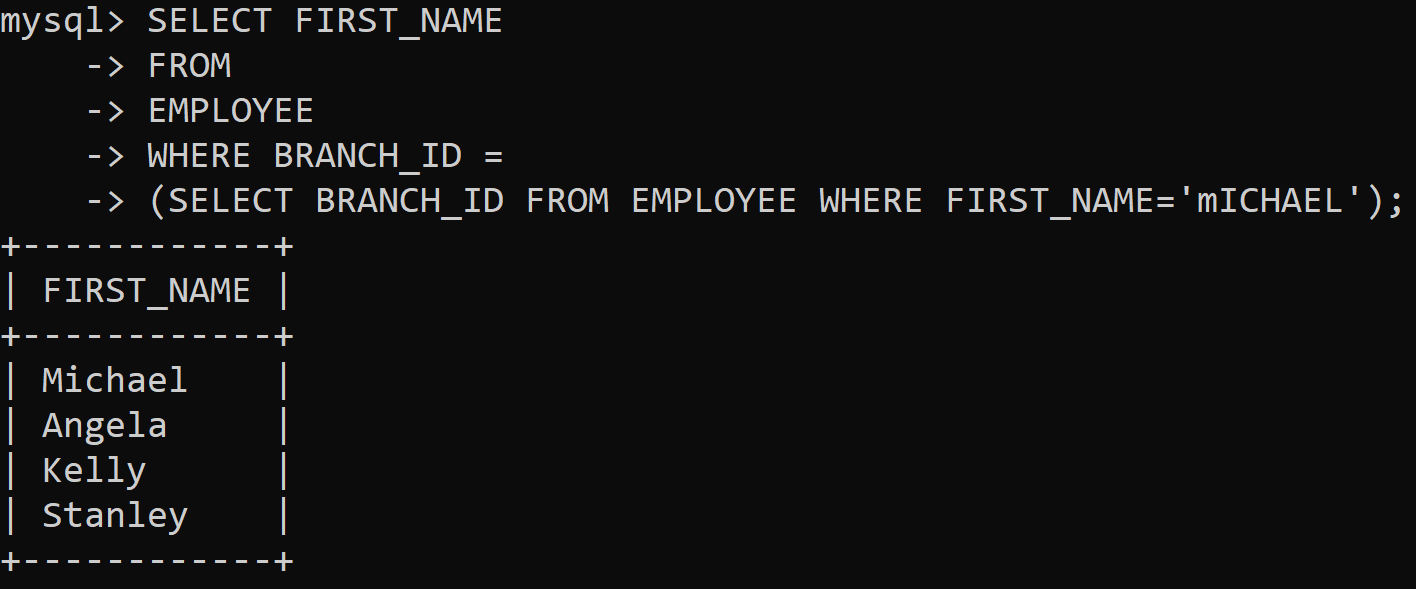 mysql> SELECT FIRST_NAME
    -> FROM
    -> EMPLOYEE
    -> WHERE BRANCH_ID =
    -> (SELECT BRANCH_ID FROM EMPLOYEE WHERE FIRST_NAME='mICHAEL');
+------------+
| FIRST_NAME |
+------------+
| Michael    |
| Angela     |
| Kelly      |
| Stanley    |
+------------+